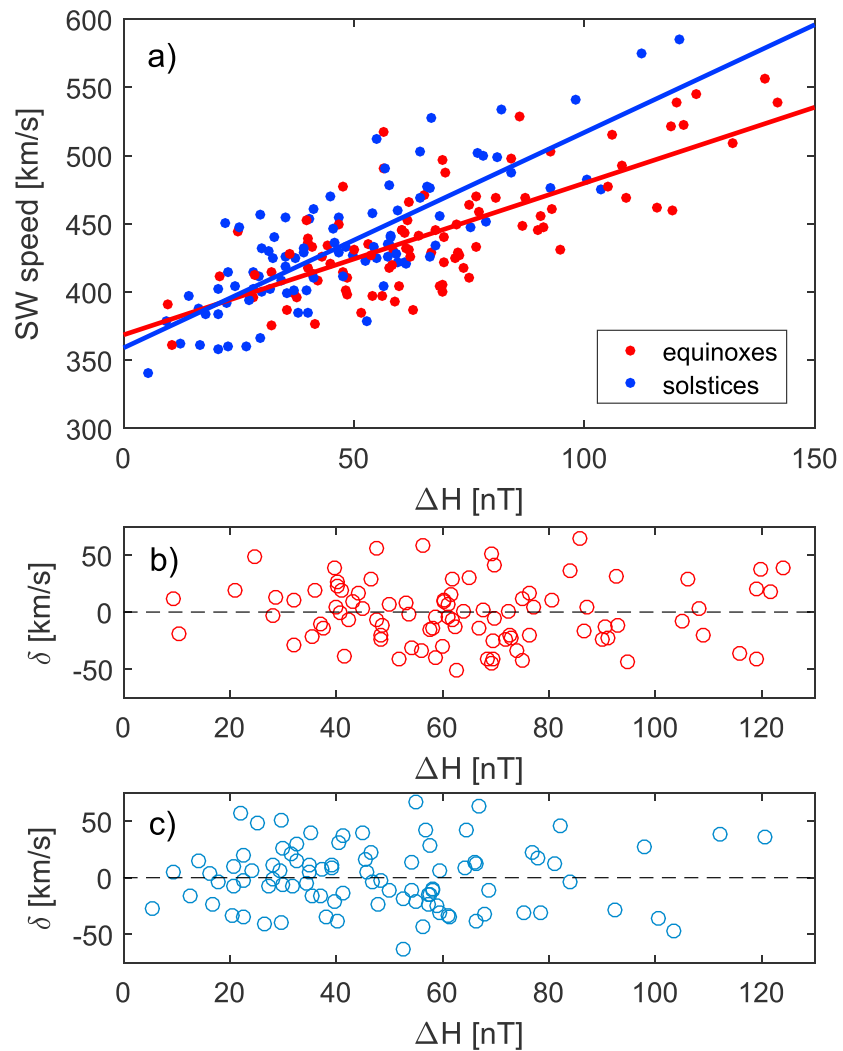 a)
SW speed [km/s]
600
550
500
450
400
350
300
equinoxes
solstices
0 50 100 150
ΔH [nT]
b)
δ [km/s]
50
0
-50
0 20 40 60 80 100 120
ΔH [nT]
c)
δ [km/s]
50
0
-50
0 20 40 60 80 100 120
ΔH [nT]